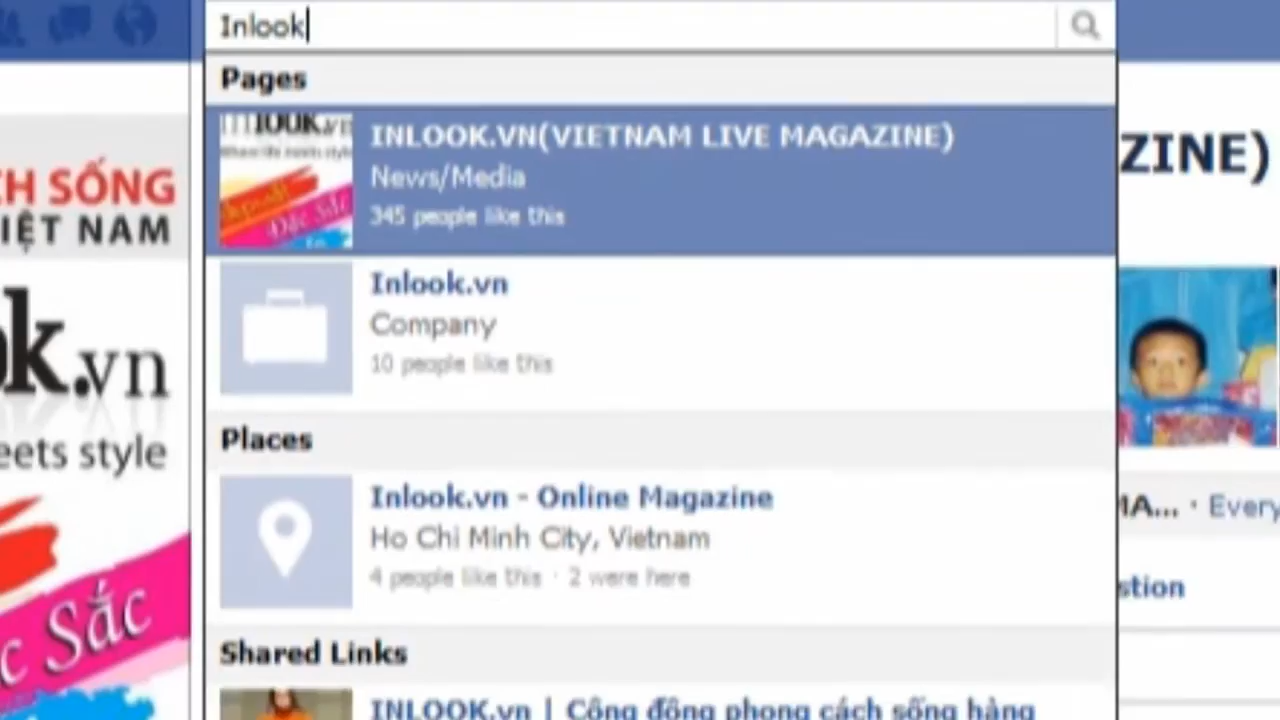 Inlook
Pages
INLOOK.VN(VIETNAM LIVE MAGAZINE)
News/Media
345 people like this
Inlook.vn
Company
10 people like this
Places
Inlook.vn - Online Magazine
Ho Chi Minh City, Vietnam
4 people like this · 2 were here
Shared Links
INLOOK.vn | Cộng đồng phong cách sống hàng
CH SỐNG
IỆT NAM
ok.vn
eets style
c Sắc
ZINE)
MA... · Every
stion
Đặc Sắc